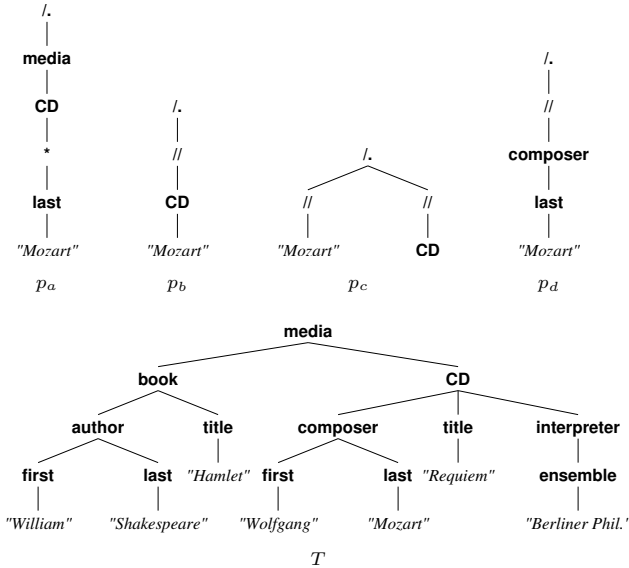 /.
media
CD /.
* // /. //
last CD // // composer
"Mozart" "Mozart" "Mozart" CD last
"Mozart"
p_a p_b p_c p_d
media
book CD
author title composer title interpreter
first last "Hamlet" first last "Requiem" ensemble
"William" "Shakespeare" "Wolfgang" "Mozart" "Berliner Phil."
T